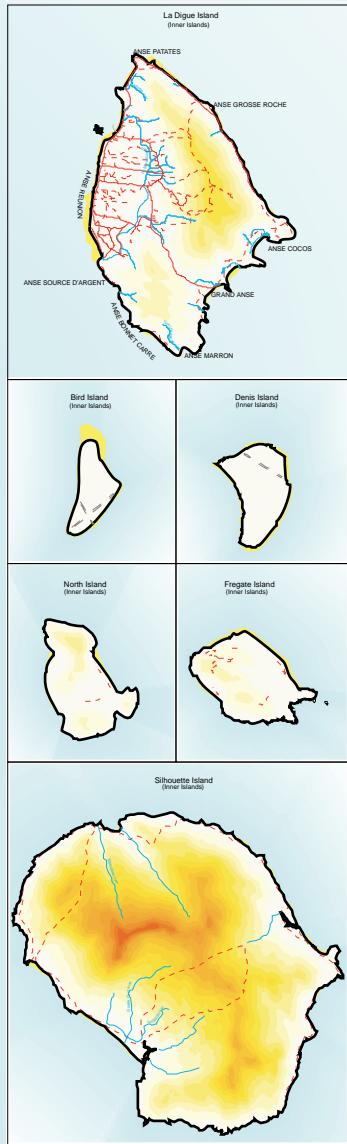 La Digue Island
(Inner Islands)
ANSE PATATES
ANSE GROSSE ROCHE
ANSE REUNION
ANSE COCOS
ANSE SOURCE D'ARGENT
GRAND ANSE
ANSE BONNET CARRE
ANSE MARRON
Bird Island
(Inner Islands)
Denis Island
(Inner Islands)
North Island
(Inner Islands)
Fregate Island
(Inner Islands)
Silhouette Island
(Inner Islands)